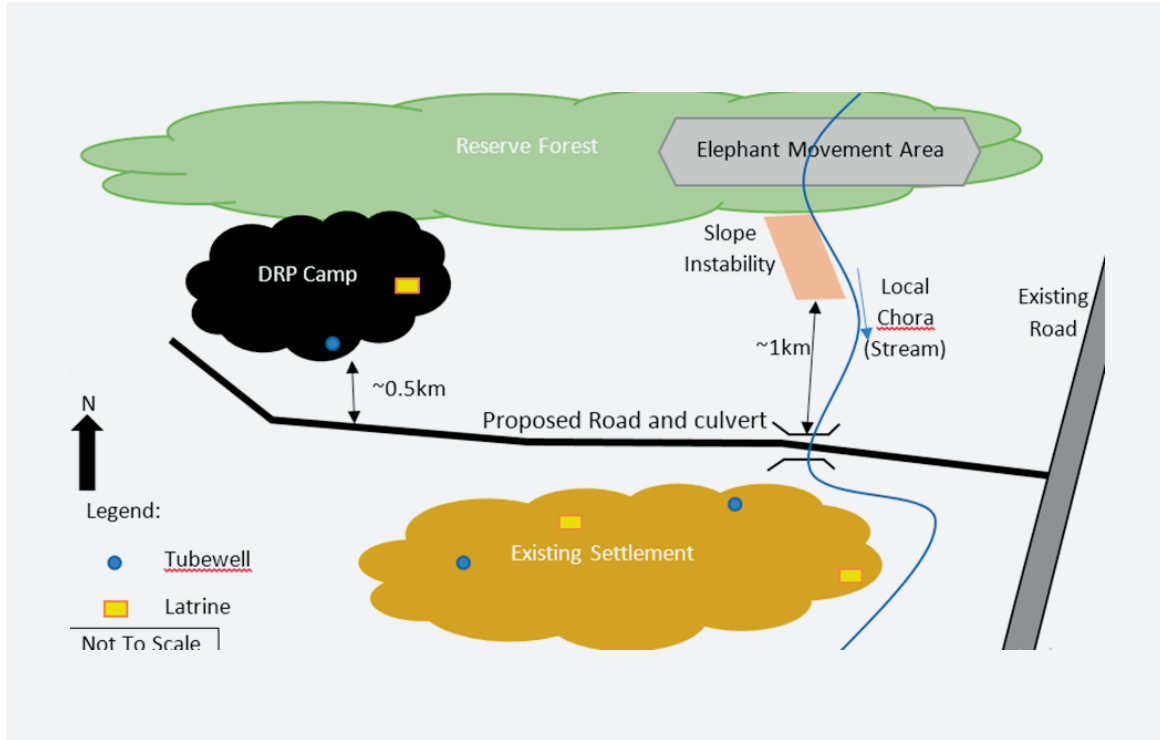 Reserve Forest
Elephant Movement Area
DRP Camp
Slope
Instability
Local
Chora
(Stream)
Existing
Road
~1km
~0.5km
N
Proposed Road and culvert
Legend:
Tubewell
Latrine
Existing Settlement
Not To Scale